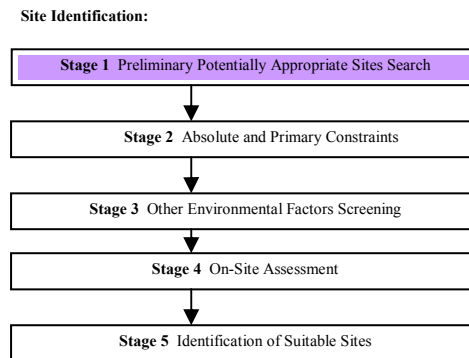 Site Identification:
Stage 1 Preliminary Potentially Appropriate Sites Search
Stage 2 Absolute and Primary Constraints
Stage 3 Other Environmental Factors Screening
Stage 4 On-Site Assessment
Stage 5 Identification of Suitable Sites